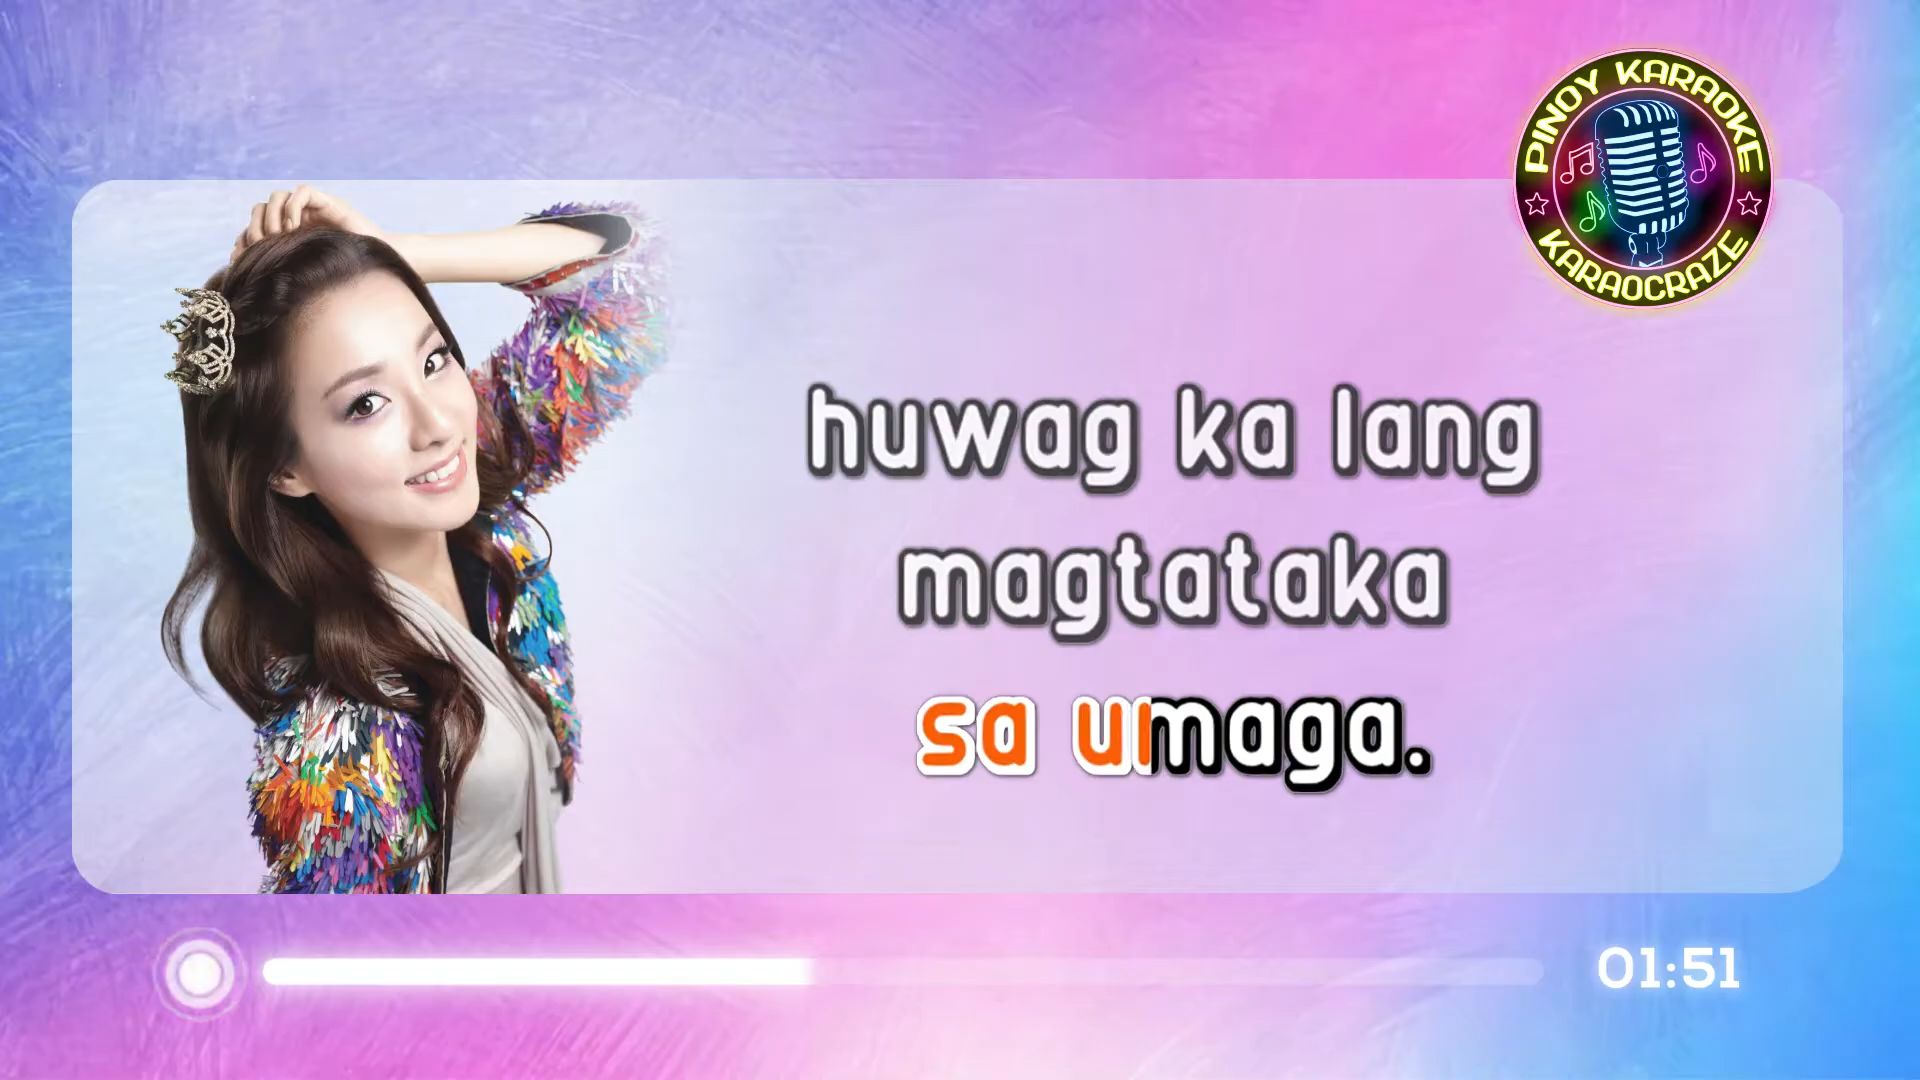 PINOY KARAOKE
KARAOCRAZE
huwag ka lang
magtataka
sa umaga.
01:51